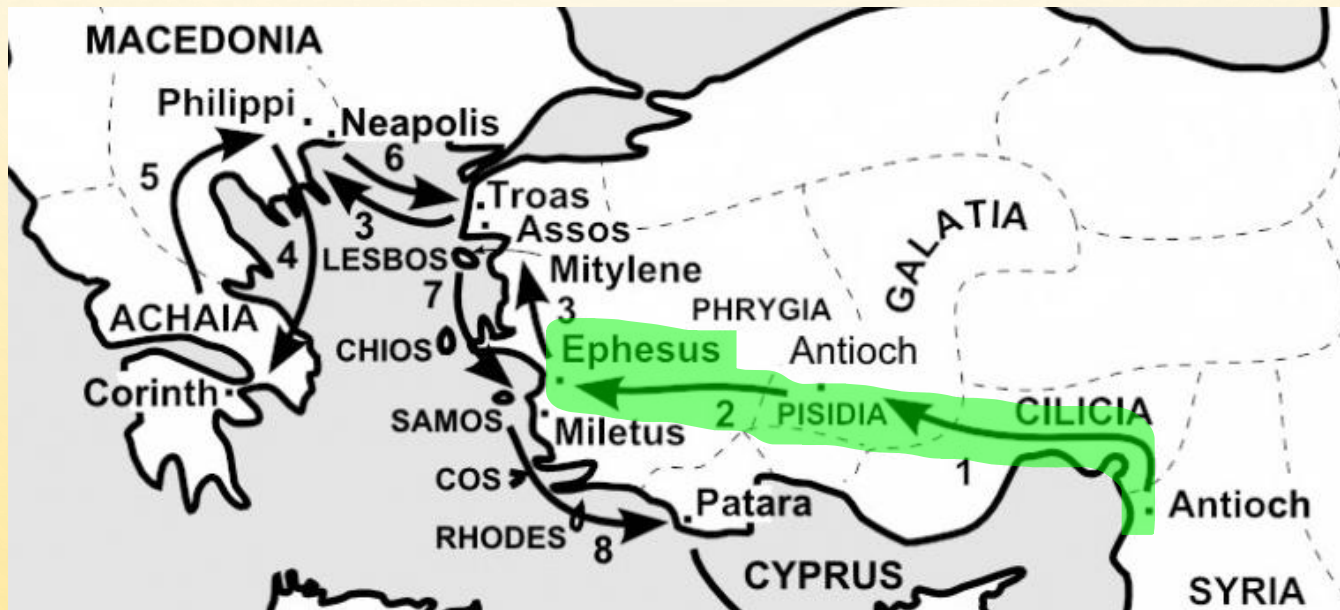 MACEDONIA
Philippi
Neapolis
5
6
Troas
3
Assos
4
LESBOS
Mitylene
GALATIA
7
3
PHRYGIA
ACHAIA
CHIOS
Ephesus
Antioch
Corinth
2
PISIDIA
CILICIA
SAMOS
Miletus
1
COS
Patara
Antioch
RHODES
8
CYPRUS
SYRIA